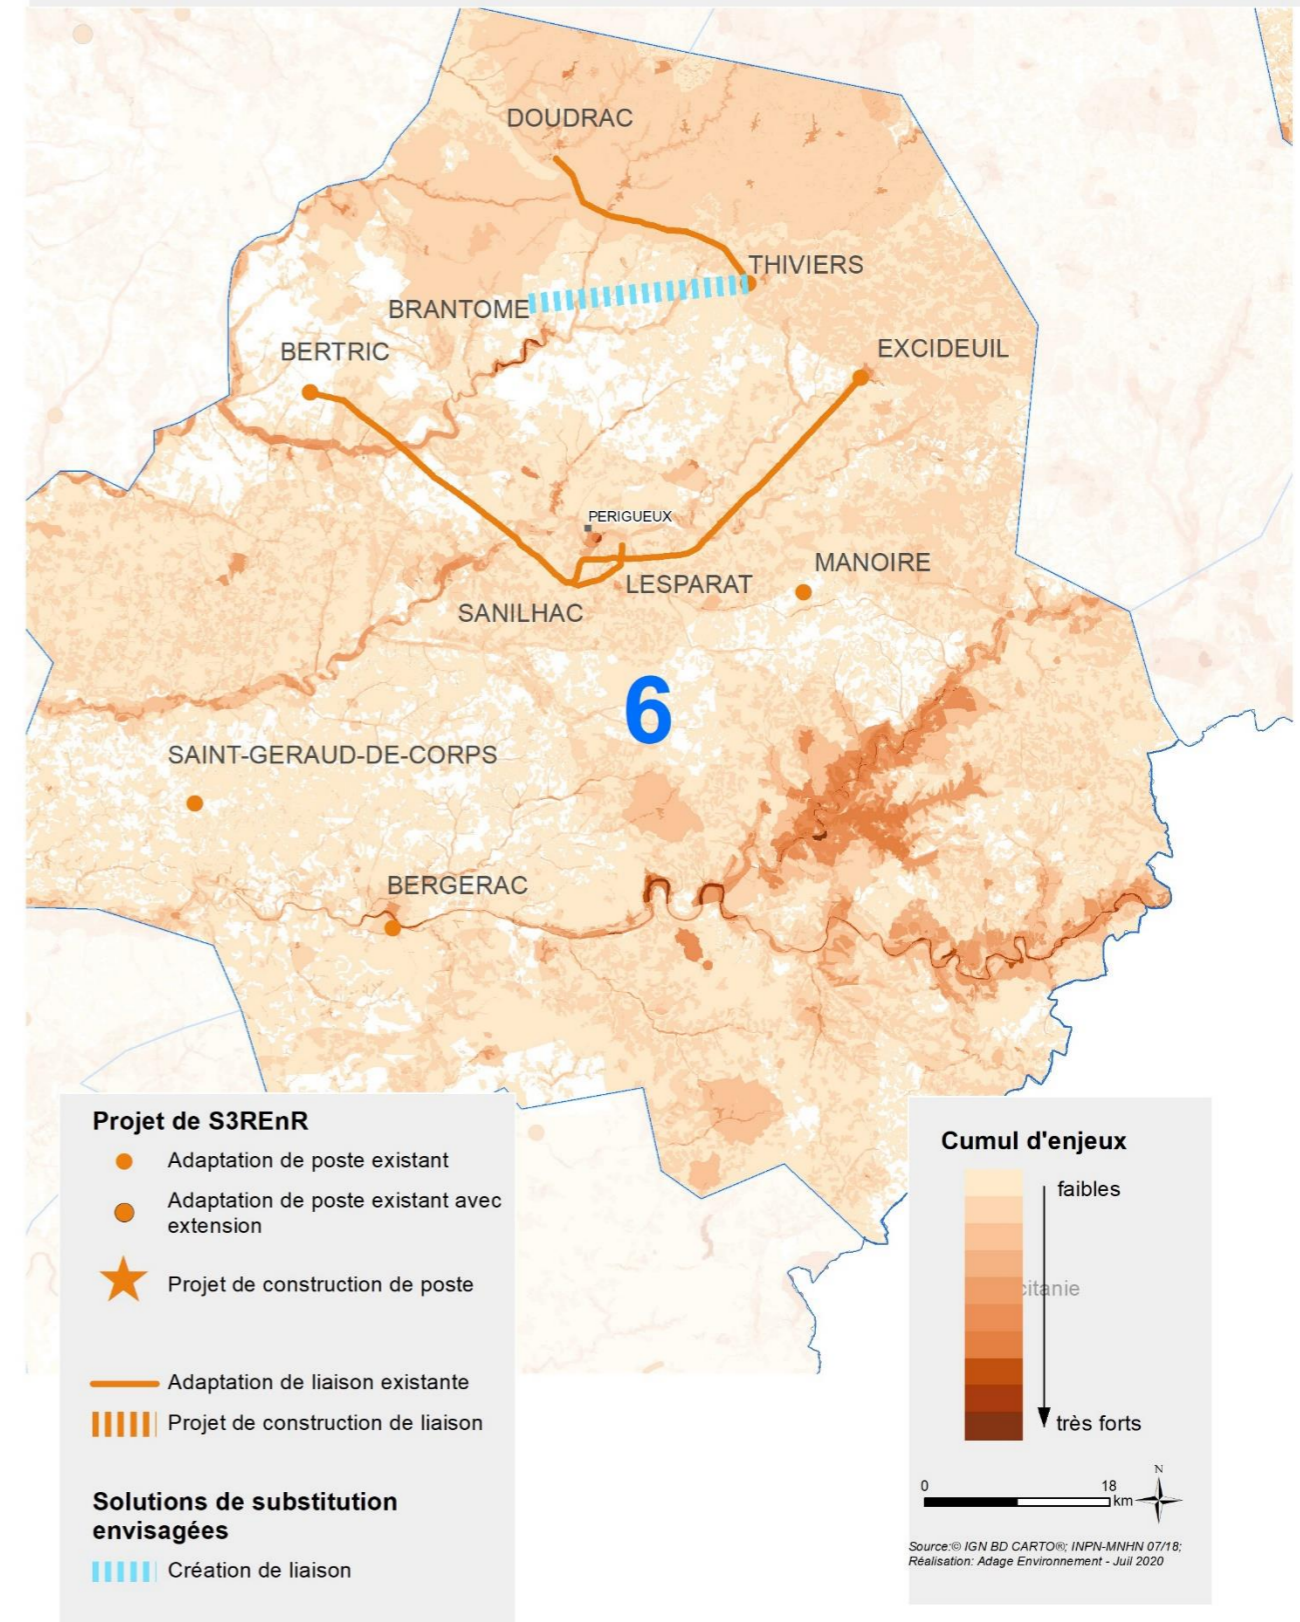 DOUDRAC
THIVIERS
BRANTOME
BERTRIC
EXCIDEUIL
PERIGUEUX
MANOIRE
LESPARAT
SANILHAC
6
SAINT-GERAUD-DE-CORPS
BERGERAC
Projet de S3REnR
Adaptation de poste existant
Adaptation de poste existant avec
extension
Projet de construction de poste
Adaptation de liaison existante
Projet de construction de liaison
Solutions de substitution
envisagées
Création de liaison
Cumul d'enjeux
faibles
citanie
très forts
N
0 18
km
Source:© IGN BD CARTO®; INPN-MNHN 07/18;
Réalisation: Adage Environnement - Juil 2020